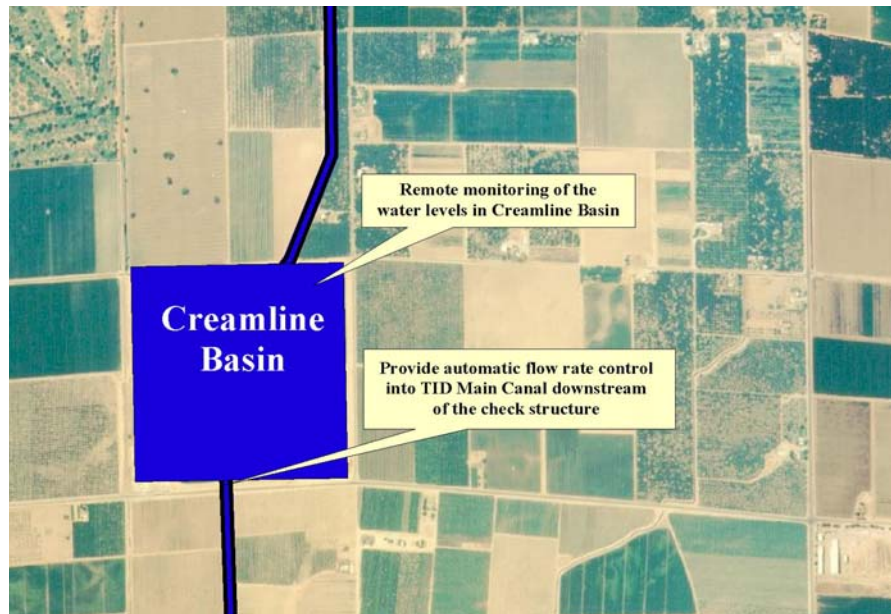 Remote monitoring of the
water levels in Creamline Basin
Creamline
Basin
Provide automatic flow rate control
into TID Main Canal downstream
of the check structure